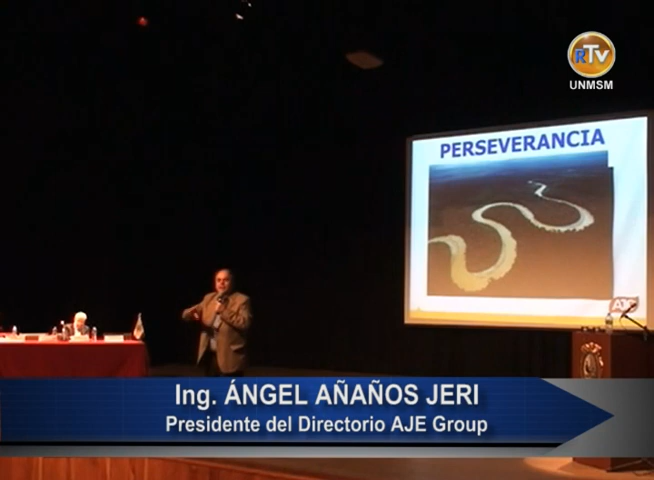 RTv
UNMSM
PERSEVERANCIA
Ing. ÁNGEL AÑAÑOS JERI
Presidente del Directorio AJE Group